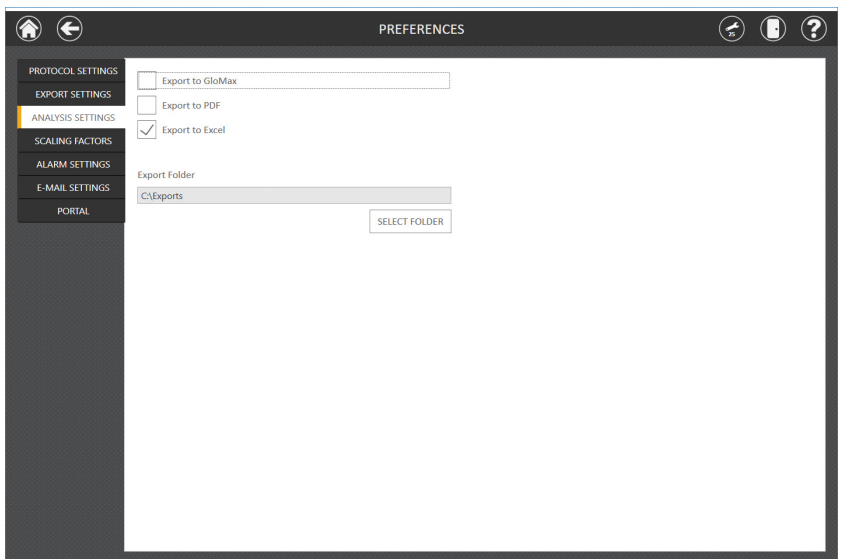 PREFERENCES
25
?
PROTOCOL SETTINGS
EXPORT SETTINGS
ANALYSIS SETTINGS
SCALING FACTORS
ALARM SETTINGS
E-MAIL SETTINGS
PORTAL
Export to GloMax
Export to PDF
Export to Excel
Export Folder
C:\Exports
SELECT FOLDER